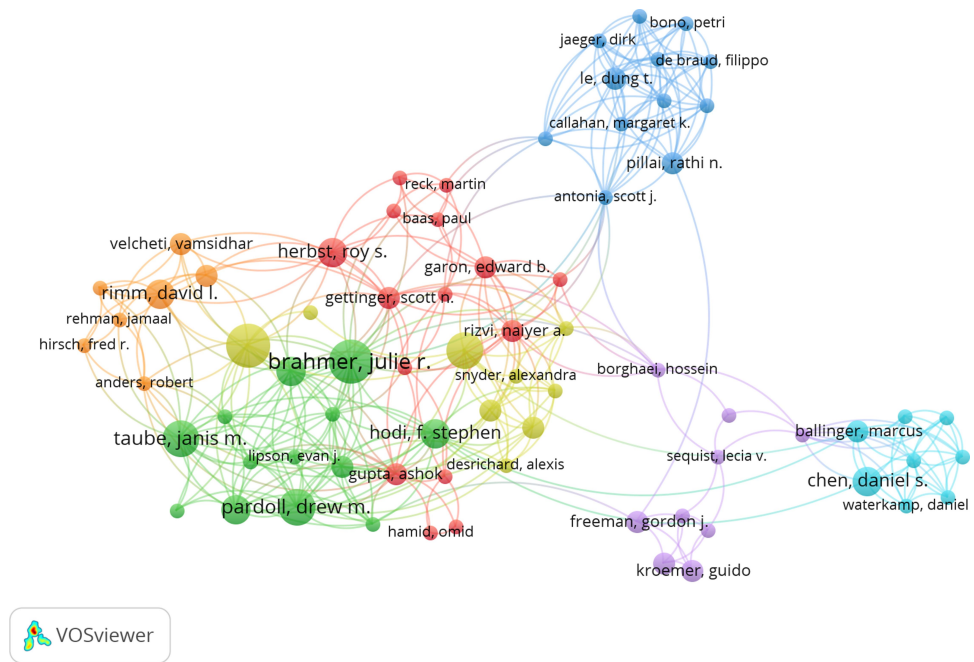 bono, petri
jaeger, dirk
de braud, filippo
le, dung t.
callahan, margaret k.
pillai, rathi n.
antonia, scott j.
reck, martin
baas, paul
velcheti, vamsidhar
herbst, roy s.
garon, edward b.
rimm, david l.
gettinger, scott n.
rehman, jamaal
rizvi, naiyer a.
hirsch, fred r.
brahmer, julie r.
borghaei, hossein
snyder, alexandra
anders, robert
ballinger, marcus
hodi, f. stephen
taube, janis m.
lipson, evan j.
sequist, lecia v.
desrichard, alexis
gupta, ashok
chen, daniel s.
waterkamp, daniel
pardoll, drew m.
freeman, gordon j.
hamid, omid
kroemer, guido
VOSviewer